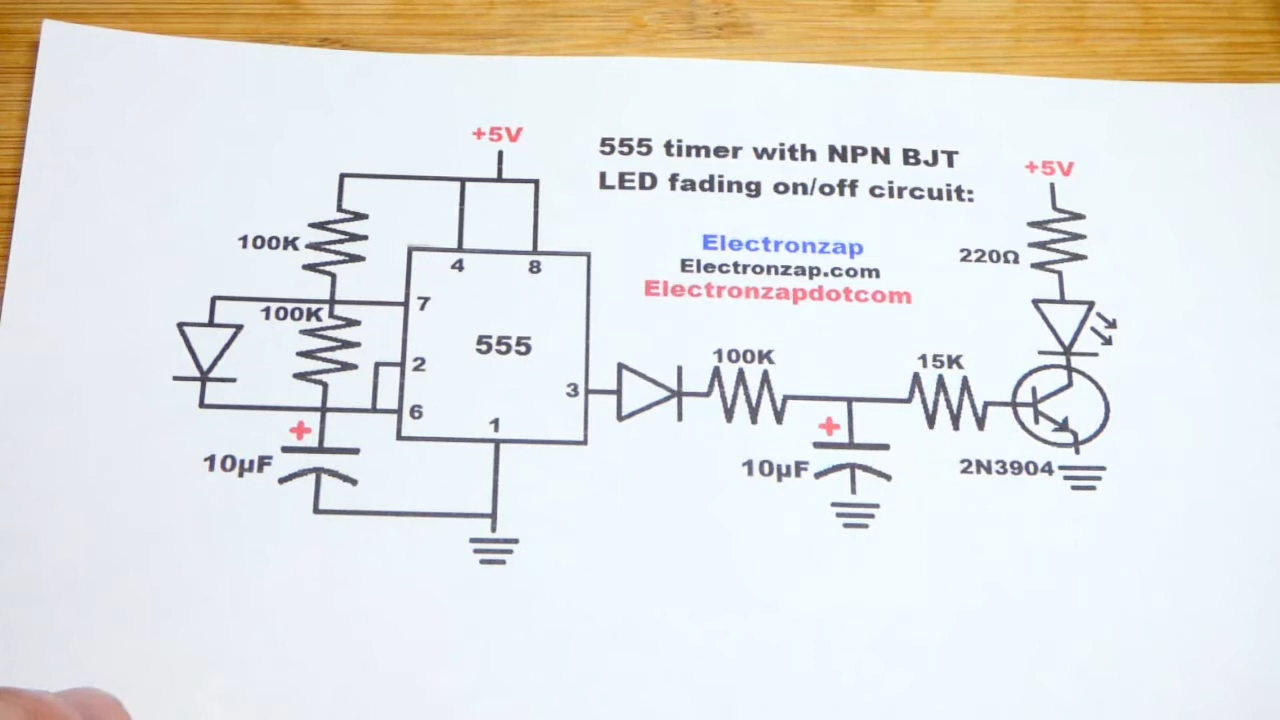 +5V
555 timer with NPN BJT
LED fading on/off circuit:
+5V
100K
4
8
Electronzap
Electronzap.com
Electronzapdotcom
220Ω
7
100K
555
2
3
6
1
100K
15K
+
10µF
+
10µF
2N3904